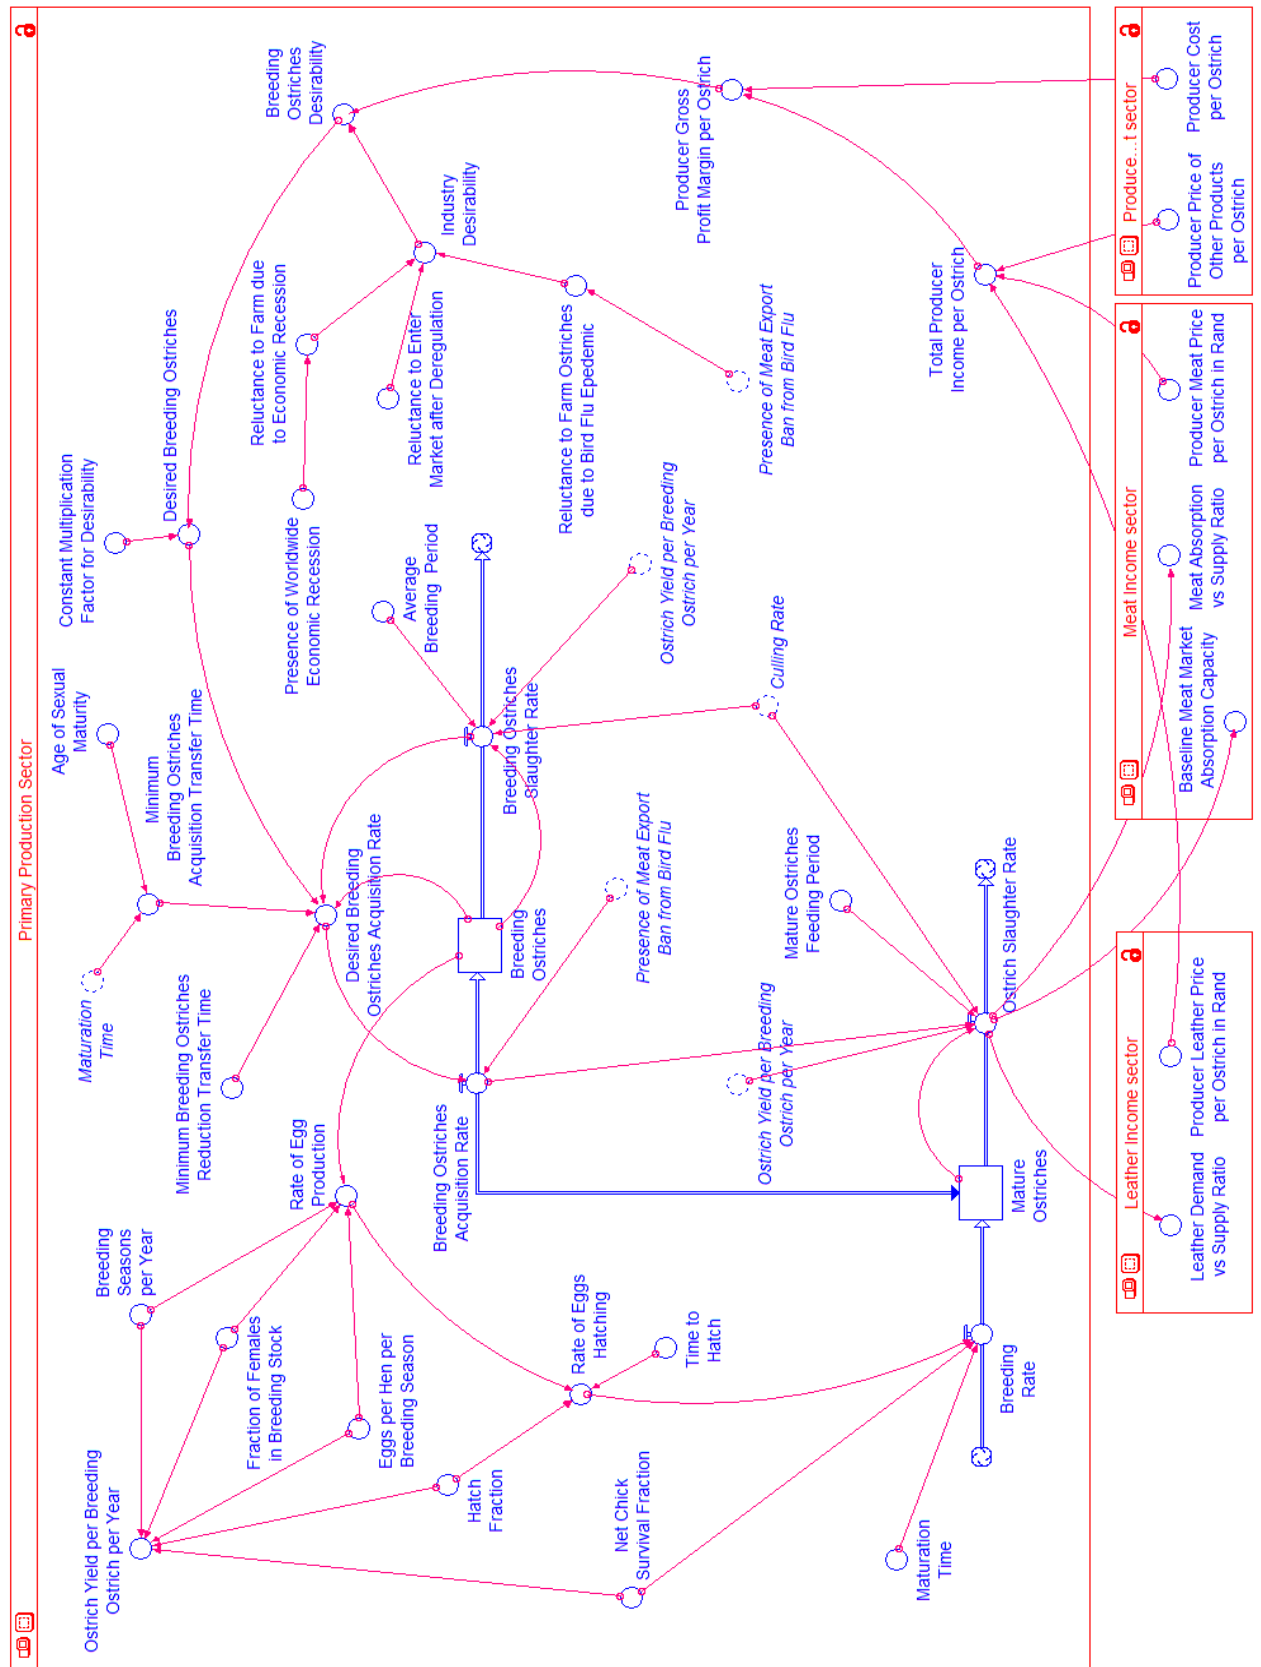 Primary Production Sector
Ostrich Yield per Breeding
Ostrich per Year
Breeding
Seasons
per Year
Fraction of Females
in Breeding Stock
Eggs per Hen per
Breeding Season
Hatch
Fraction
Net Chick
Survival Fraction
Maturation
Time
Rate of Egg
Production
Rate of Eggs
Hatching
Time to
Hatch
Breeding
Rate
Maturation
Time
Age of Sexual
Maturity
Minimum
Breeding Ostriches
Acquisition Transfer Time
Minimum Breeding Ostriches
Reduction Transfer Time
Desired Breeding
Ostriches Acquisition Rate
Breeding Ostriches
Acquisition Rate
Breeding
Ostriches
Presence of Meat Export
Ban from Bird Flu
Ostrich Yield per Breeding
Ostrich per Year
Mature Ostriches
Feeding Period
Mature
Ostriches
Ostrich Slaughter Rate
Constant Multiplication
Factor for Desirability
Desired Breeding Ostriches
Presence of Worldwide
Economic Recession
Average
Breeding Period
Breeding Ostriches
Slaughter Rate
Ostrich Yield per Breeding
Ostrich per Year
Culling Rate
Breeding
Ostriches
Desirability
Reluctance to Farm due
to Economic Recession
Reluctance to Enter
Market after Deregulation
Industry
Desirability
Reluctance to Farm Ostriches
due to Bird Flu Epedemic
Presence of Meat Export
Ban from Bird Flu
Producer Gross
Profit Margin per Ostrich
Total Producer
Income per Ostrich
Leather Income sector
Leather Demand
vs Supply Ratio
Producer Leather Price
per Ostrich in Rand
Meat Income sector
Baseline Meat Market
Absorption Capacity
Meat Absorption
vs Supply Ratio
Producer Meat Price
per Ostrich in Rand
Produce...t sector
Producer Price of
Other Products
per Ostrich
Producer Cost
per Ostrich